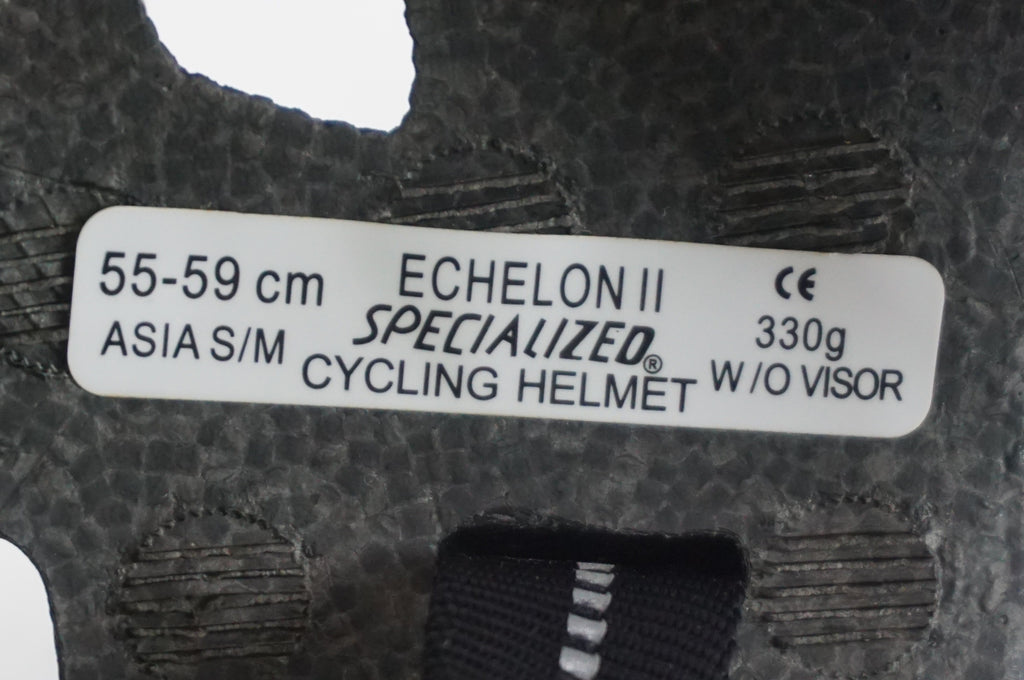 55-59 cm
ASIA S/M
ECHELON II
SPECIALIZED®
CYCLING HELMET
CE
330g
W/O VISOR